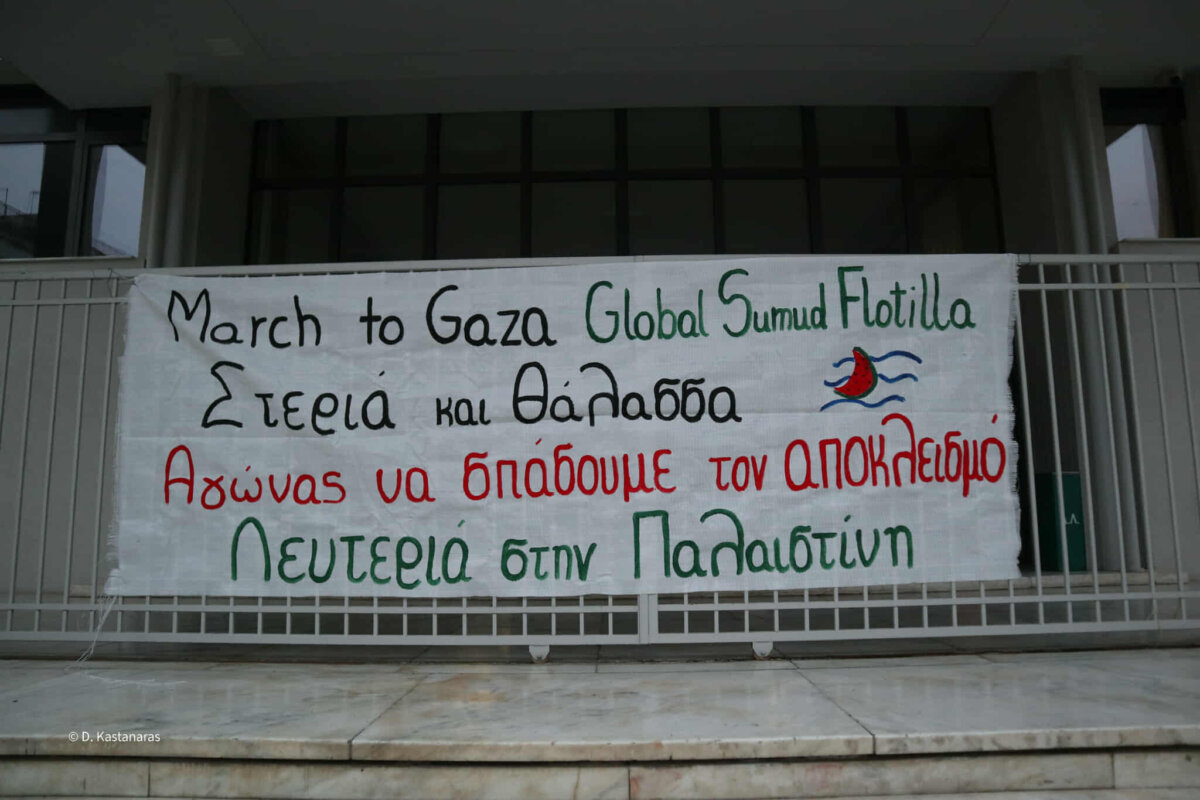 March to Gaza Global Sumud Flotilla
Στεριά και Θάλασσα
Αγώνας να σπάσουμε τον αποκλεισμό
Λευτεριά στην Παλαιστίνη
© D. Kastanaras